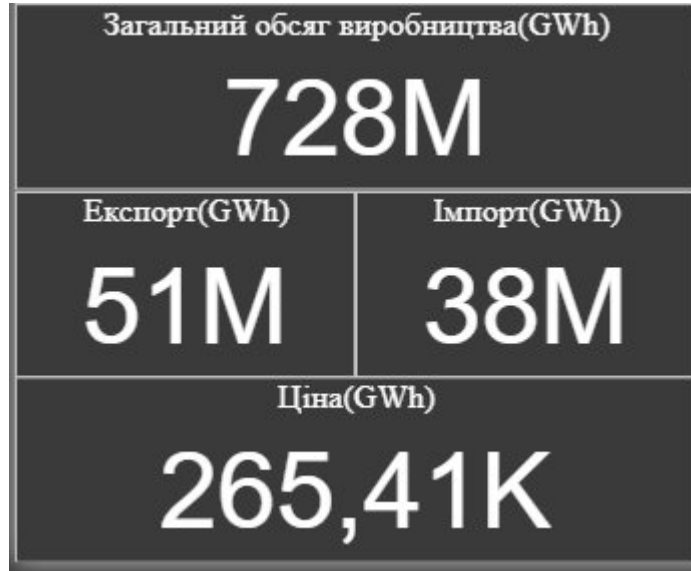 Загальний обсяг виробництва(GWh)
728M
Експорт(GWh)
Імпорт(GWh)
51M
38M
Ціна(GWh)
265,41K